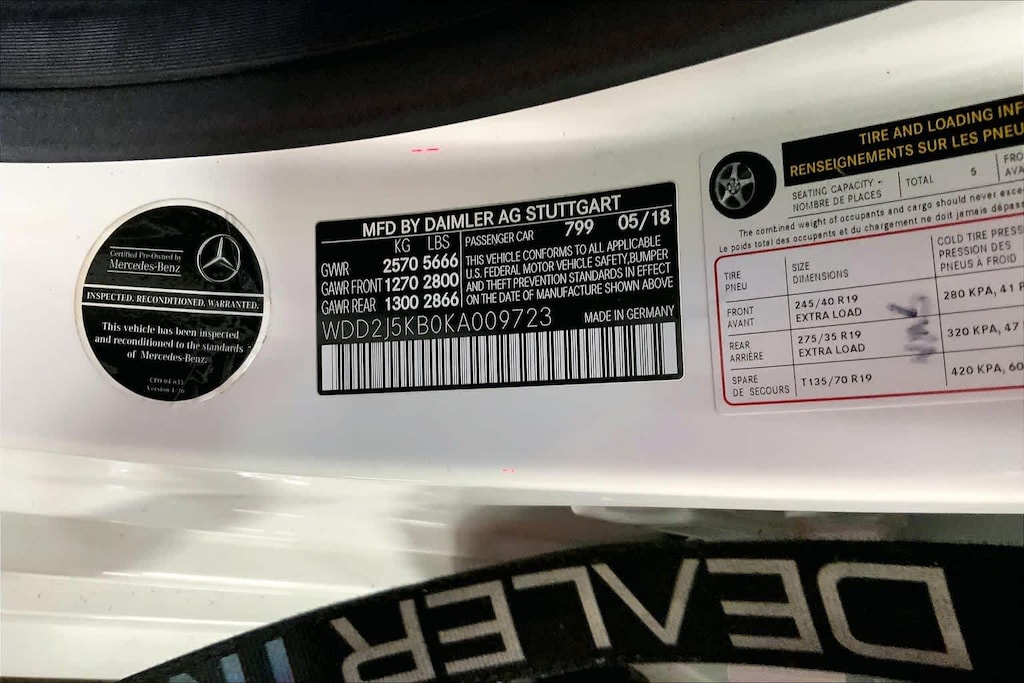 Certified Pre-Owned by
Mercedes-Benz
INSPECTED. RECONDITIONED. WARRANTED.
This vehicle has been inspected
and reconditioned to the standards
of Mercedes-Benz.
MFD BY DAIMLER AG STUTTGART
KG LBS PASSENGER CAR 799 05/18
GVWR 2570 5666
GAWR FRONT 1270 2800
GAWR REAR 1300 2866
THIS VEHICLE CONFORMS TO ALL APPLICABLE
U.S. FEDERAL MOTOR VEHICLE SAFETY, BUMPER
AND THEFT PREVENTION STANDARDS IN EFFECT
ON THE DATE OF MANUFACTURE SHOWN ABOVE
WDD2J5KB0KA009723 MADE IN GERMANY
TIRE AND LOADING INF
RENSEIGNEMENTS SUR LES PNEU
SEATING CAPACITY - TOTAL 5 FRO
NOMBRE DE PLACES AVA
The combined weight of occupants and cargo should never exce
Le poids total des occupants et du chargement ne doit jamais dépass
TIRE SIZE COLD TIRE PRESS
PNEU DIMENSIONS PRESSION DES
PNEUS À FROID
FRONT 245/40 R19 280 KPA, 41 P
AVANT EXTRA LOAD
REAR 275/35 R19 320 KPA, 47
ARRIÈRE EXTRA LOAD
SPARE T135/70 R19 420 KPA, 60
DE SECOURS
DEALER